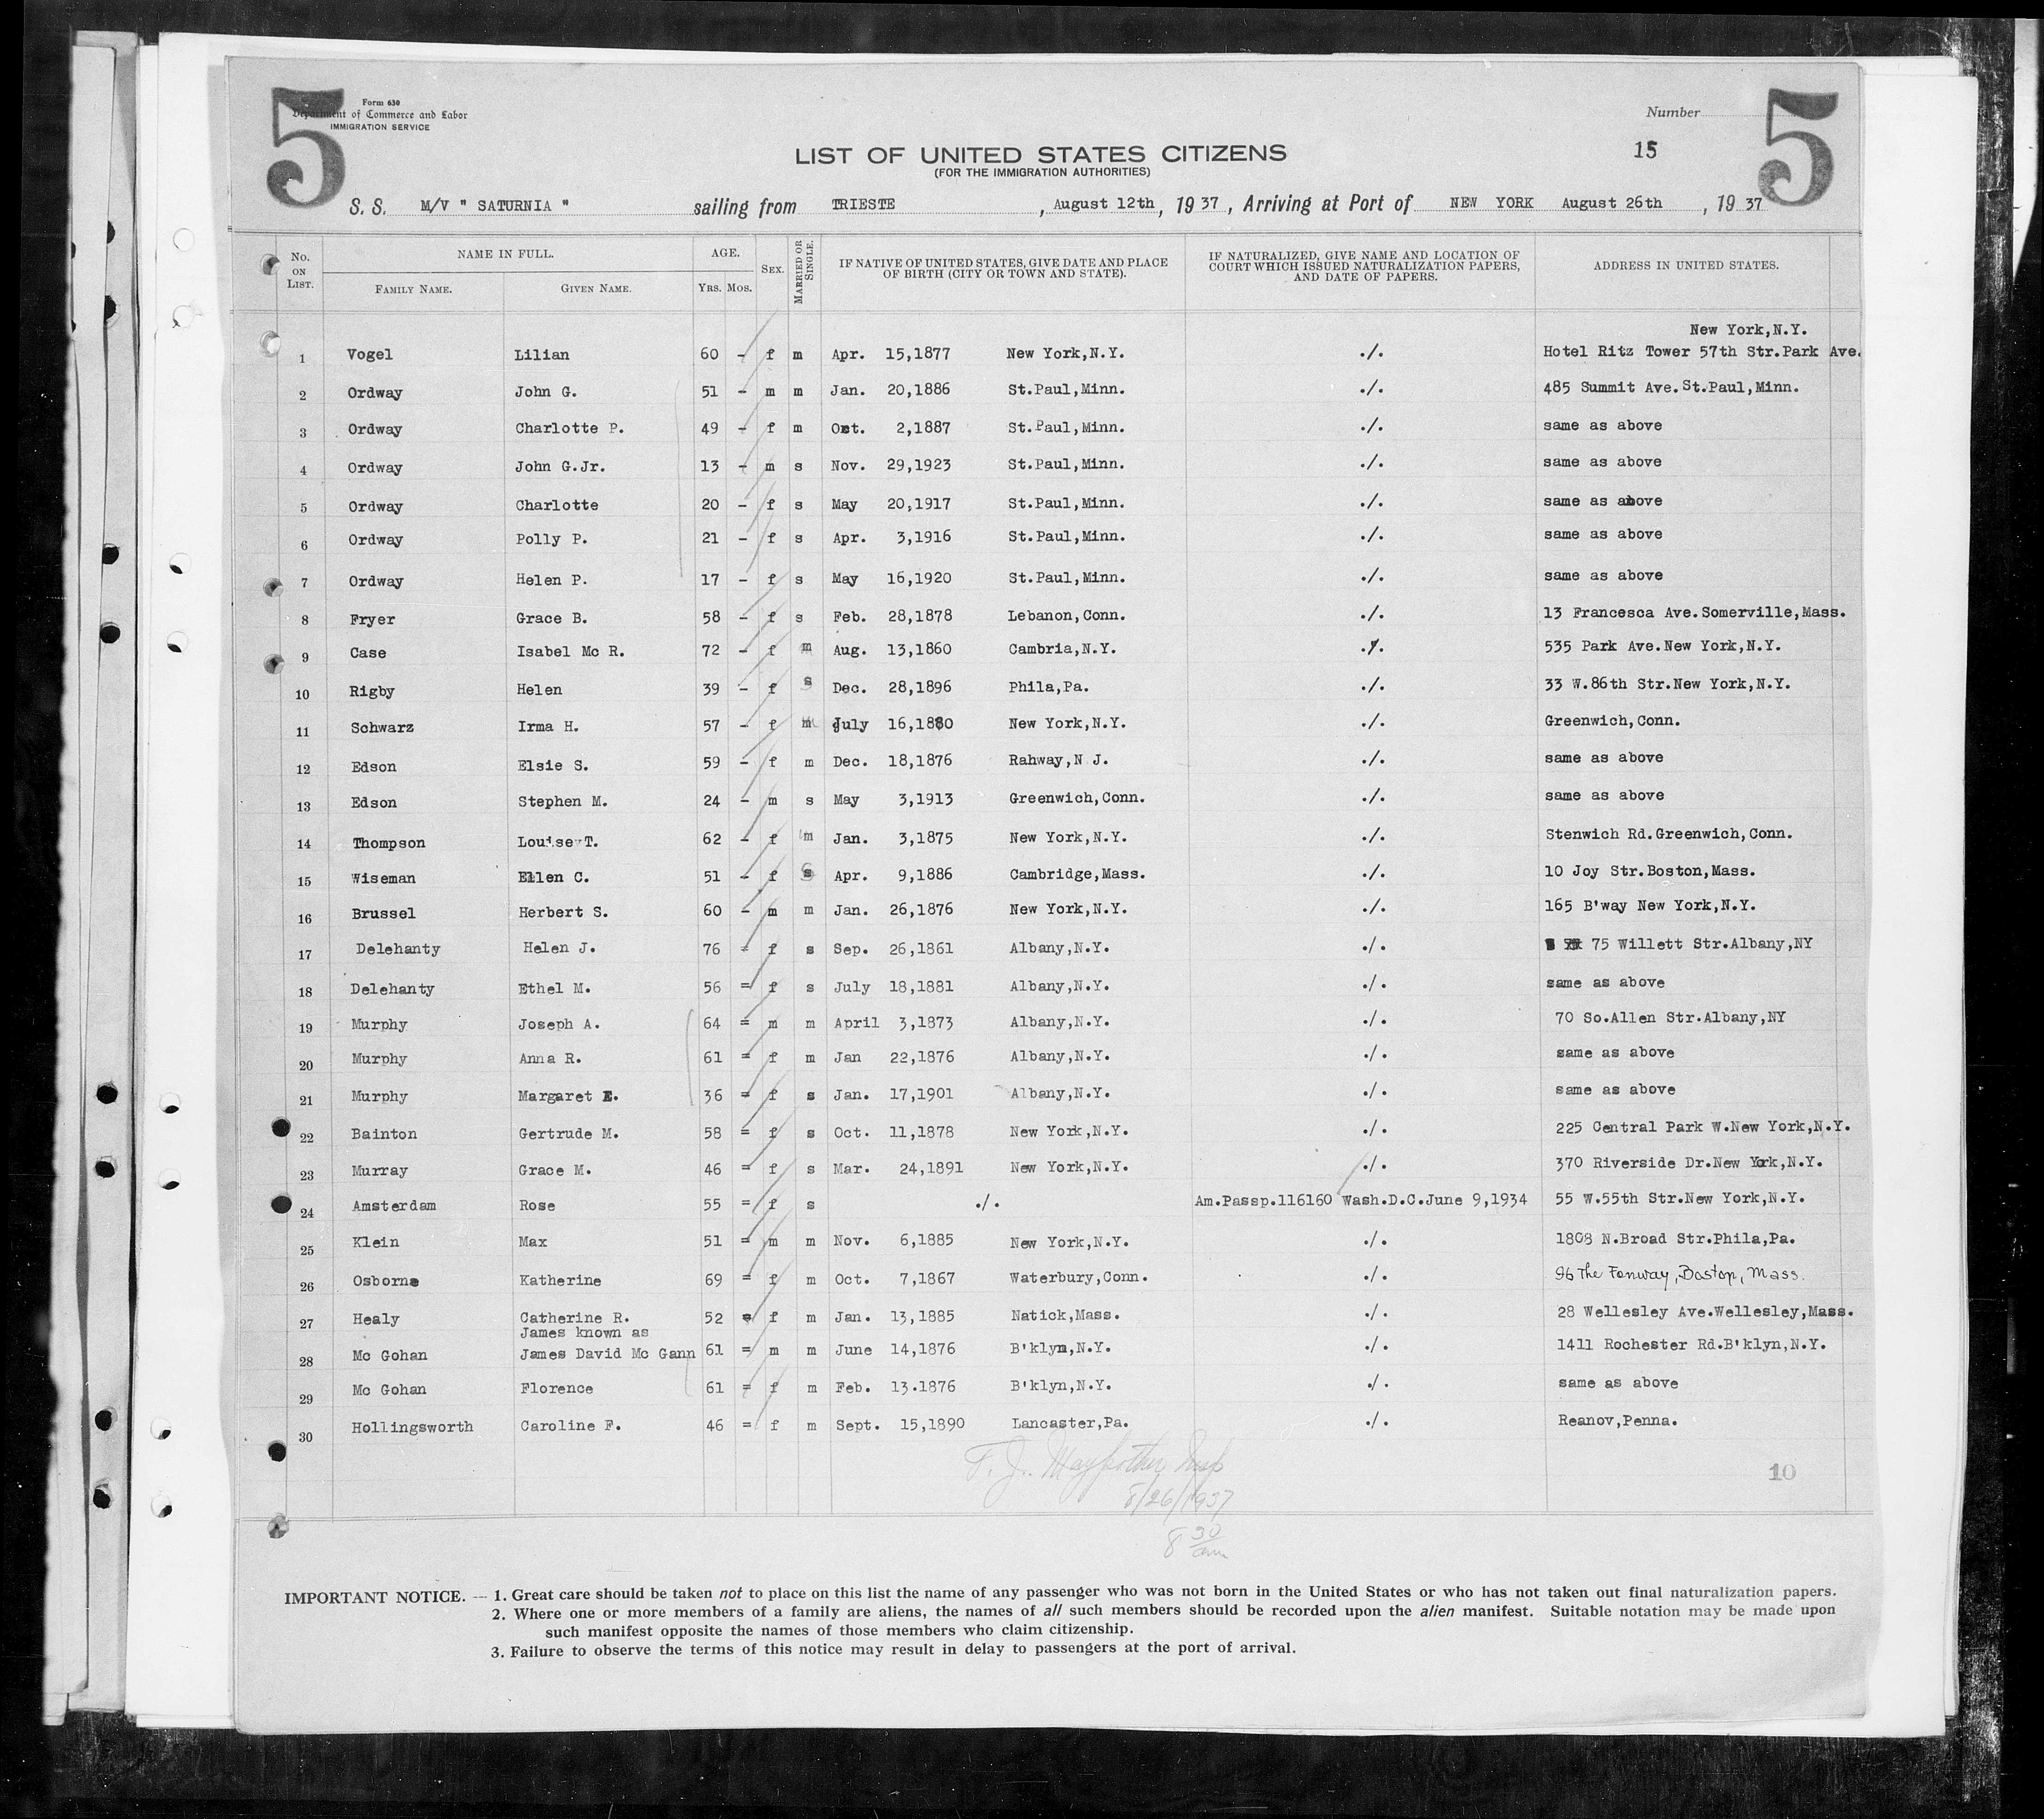 5
Form 630
Department of Commerce and Labor
IMMIGRATION SERVICE
Number
5
15
LIST OF UNITED STATES CITIZENS
(FOR THE IMMIGRATION AUTHORITIES)
S. S. M/V " SATURNIA " sailing from TRIESTE , August 12th, 19 37 , Arriving at Port of NEW YORK August 26th , 19 37
No. ON LIST. NAME IN FULL. AGE. SEX. MARRIED OR SINGLE. IF NATIVE OF UNITED STATES, GIVE DATE AND PLACE OF BIRTH (CITY OR TOWN AND STATE). IF NATURALIZED, GIVE NAME AND LOCATION OF COURT WHICH ISSUED NATURALIZATION PAPERS, AND DATE OF PAPERS. ADDRESS IN UNITED STATES.
FAMILY NAME. GIVEN NAME. YRS. MOS.
New York,N.Y.
1 Vogel Lilian 60 - f m Apr. 15,1877 New York,N.Y. ./. Hotel Ritz Tower 57th Str.Park Ave.
2 Ordway John G. 51 - m m Jan. 20,1886 St.Paul,Minn. ./. 485 Summit Ave.St.Paul,Minn.
3 Ordway Charlotte P. 49 - f m Oct. 2,1887 St.Paul,Minn. ./. same as above
4 Ordway John G.Jr. 13 - m s Nov. 29,1923 St.Paul,Minn. ./. same as above
5 Ordway Charlotte 20 - f s May 20,1917 St.Paul,Minn. ./. same as above
6 Ordway Polly P. 21 - f s Apr. 3,1916 St.Paul,Minn. ./. same as above
7 Ordway Helen P. 17 - f s May 16,1920 St.Paul,Minn. ./. same as above
8 Fryer Grace B. 58 - f s Feb. 28,1878 Lebanon,Conn. ./. 13 Francesca Ave.Somerville,Mass.
9 Case Isabel Mc R. 72 - f m Aug. 13,1860 Cambria,N.Y. ./. 535 Park Ave.New York,N.Y.
10 Rigby Helen 39 - f s Dec. 28,1896 Phila,Pa. ./. 33 W.86th Str.New York,N.Y.
11 Schwarz Irma H. 57 - f m July 16,1880 New York,N.Y. ./. Greenwich,Conn.
12 Edson Elsie S. 59 - f m Dec. 18,1876 Rahway,N J. ./. same as above
13 Edson Stephen M. 24 - m s May 3,1913 Greenwich,Conn. ./. same as above
14 Thompson Louise T. 62 - f m Jan. 3,1875 New York,N.Y. ./. Stenwich Rd.Greenwich,Conn.
15 Wiseman Ellen C. 51 - f s Apr. 9,1886 Cambridge,Mass. ./. 10 Joy Str.Boston,Mass.
16 Brussel Herbert S. 60 - m m Jan. 26,1876 New York,N.Y. ./. 165 B'way New York,N.Y.
17 Delehanty Helen J. 76 = f s Sep. 26,1861 Albany,N.Y. ./. 75 Willett Str.Albany,NY
18 Delehanty Ethel M. 56 = f s July 18,1881 Albany,N.Y. ./. same as above
19 Murphy Joseph A. 64 = m m April 3,1873 Albany,N.Y. ./. 70 So.Allen Str.Albany,NY
20 Murphy Anna R. 61 = f m Jan 22,1876 Albany,N.Y. ./. same as above
21 Murphy Margaret E. 36 = f s Jan. 17,1901 Albany,N.Y. ./. same as above
22 Bainton Gertrude M. 58 = f s Oct. 11,1878 New York,N.Y. ./. 225 Central Park W.New York,N.Y.
23 Murray Grace M. 46 = f s Mar. 24,1891 New York,N.Y. ./. 370 Riverside Dr.New York,N.Y.
24 Amsterdam Rose 55 = f s ./. Am.Passp.116160 Wash.D.C.June 9,1934 55 W.55th Str.New York,N.Y.
25 Klein Max 51 = m m Nov. 6,1885 New York,N.Y. ./. 1808 N.Broad Str.Phila,Pa.
26 Osborne Katherine 69 = f m Oct. 7,1867 Waterbury,Conn. ./. 96 The Fenway, Boston, Mass.
27 Healy Catherine R. 52 = f m Jan. 13,1885 Natick,Mass. ./. 28 Wellesley Ave.Wellesley,Mass.
James known as
28 Mc Gohan James David Mc Gann 61 = m m June 14,1876 B'klyn,N.Y. ./. 1411 Rochester Rd.B'klyn,N.Y.
29 Mc Gohan Florence 61 = f m Feb. 13.1876 B'klyn,N.Y. ./. same as above
30 Hollingsworth Caroline F. 46 = f m Sept. 15,1890 Lancaster,Pa. ./. Reanov,Penna.
10
8/26/1937
8 30 am
IMPORTANT NOTICE. — 1. Great care should be taken not to place on this list the name of any passenger who was not born in the United States or who has not taken out final naturalization papers.
2. Where one or more members of a family are aliens, the names of all such members should be recorded upon the alien manifest. Suitable notation may be made upon
such manifest opposite the names of those members who claim citizenship.
3. Failure to observe the terms of this notice may result in delay to passengers at the port of arrival.